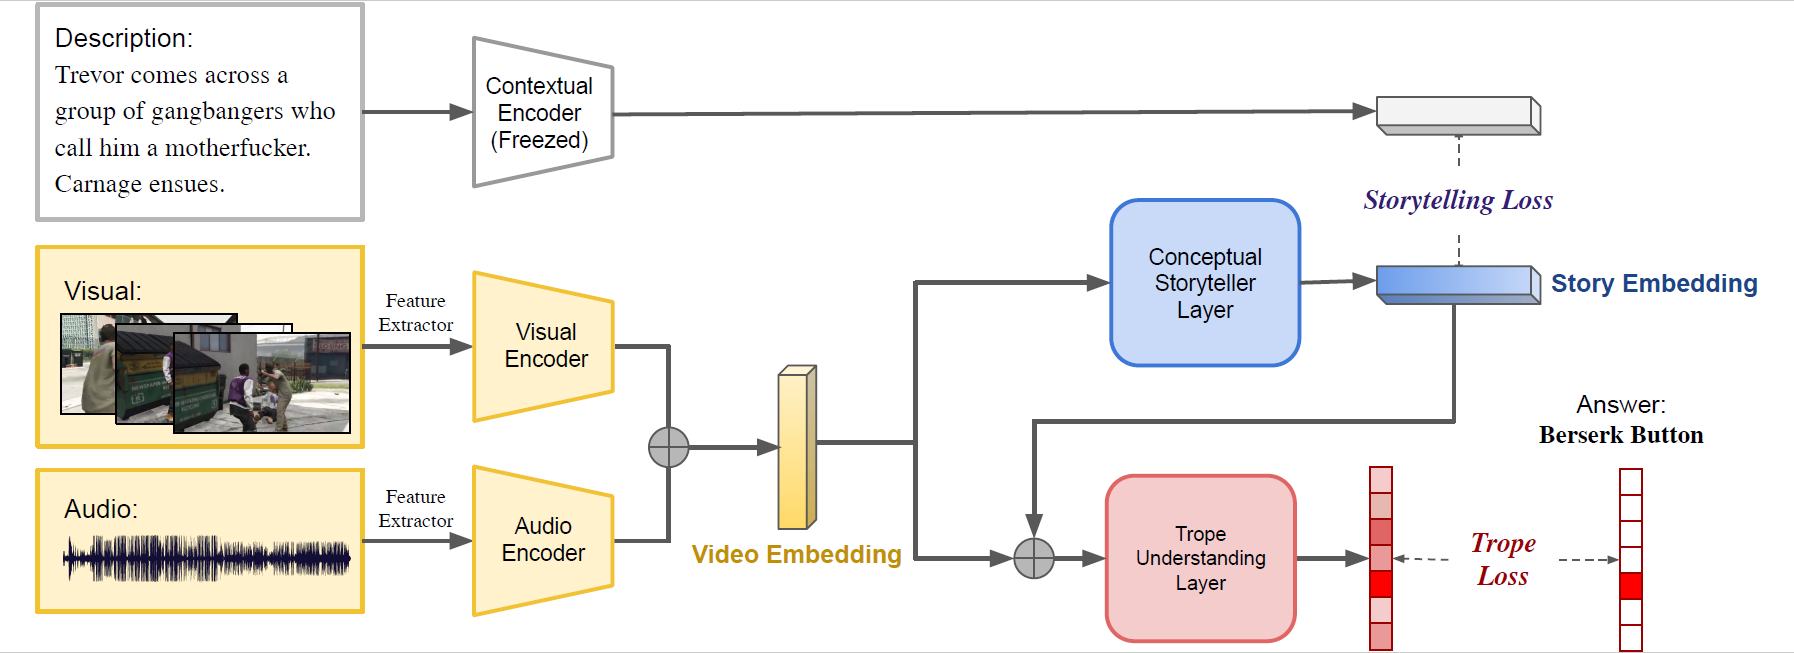 Description:
Trevor comes across a
group of gangbangers who
call him a motherfucker.
Carnage ensues.
Contextual
Encoder
(Freezed)
Storytelling Loss
Visual:
Feature
Extractor
Visual
Encoder
Conceptual
Storyteller
Layer
Story Embedding
Audio:
Feature
Extractor
Audio
Encoder
Video Embedding
Trope
Understanding
Layer
Trope
Loss
Answer:
Berserk Button